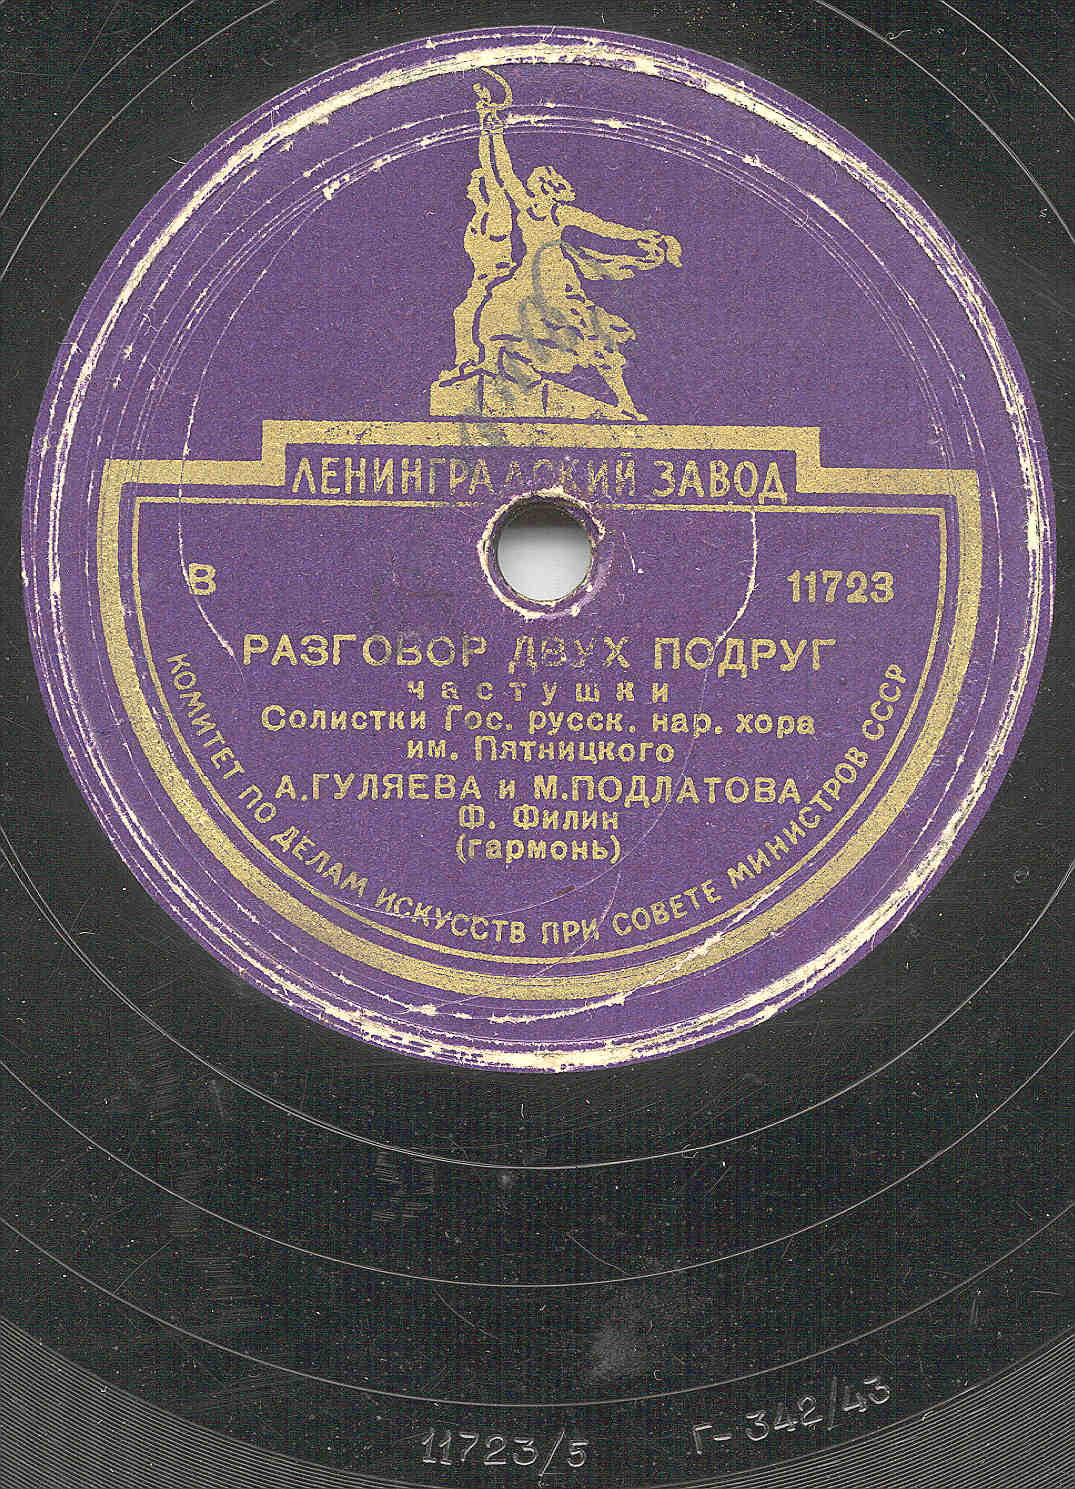 ЛЕНИНГРАДСКИЙ ЗАВОД
В 11723
РАЗГОВОР ДВУХ ПОДРУГ
частушки
Солистки Гос. русск. нар. хора
им. Пятницкого
А.ГУЛЯЕВА и М.ПОДЛАТОВА
Ф. Филин
(гармонь)
КОМИТЕТ ПО ДЕЛАМ ИСКУССТВ ПРИ СОВЕТЕ МИНИСТРОВ СССР
11723/5 Г-342/43